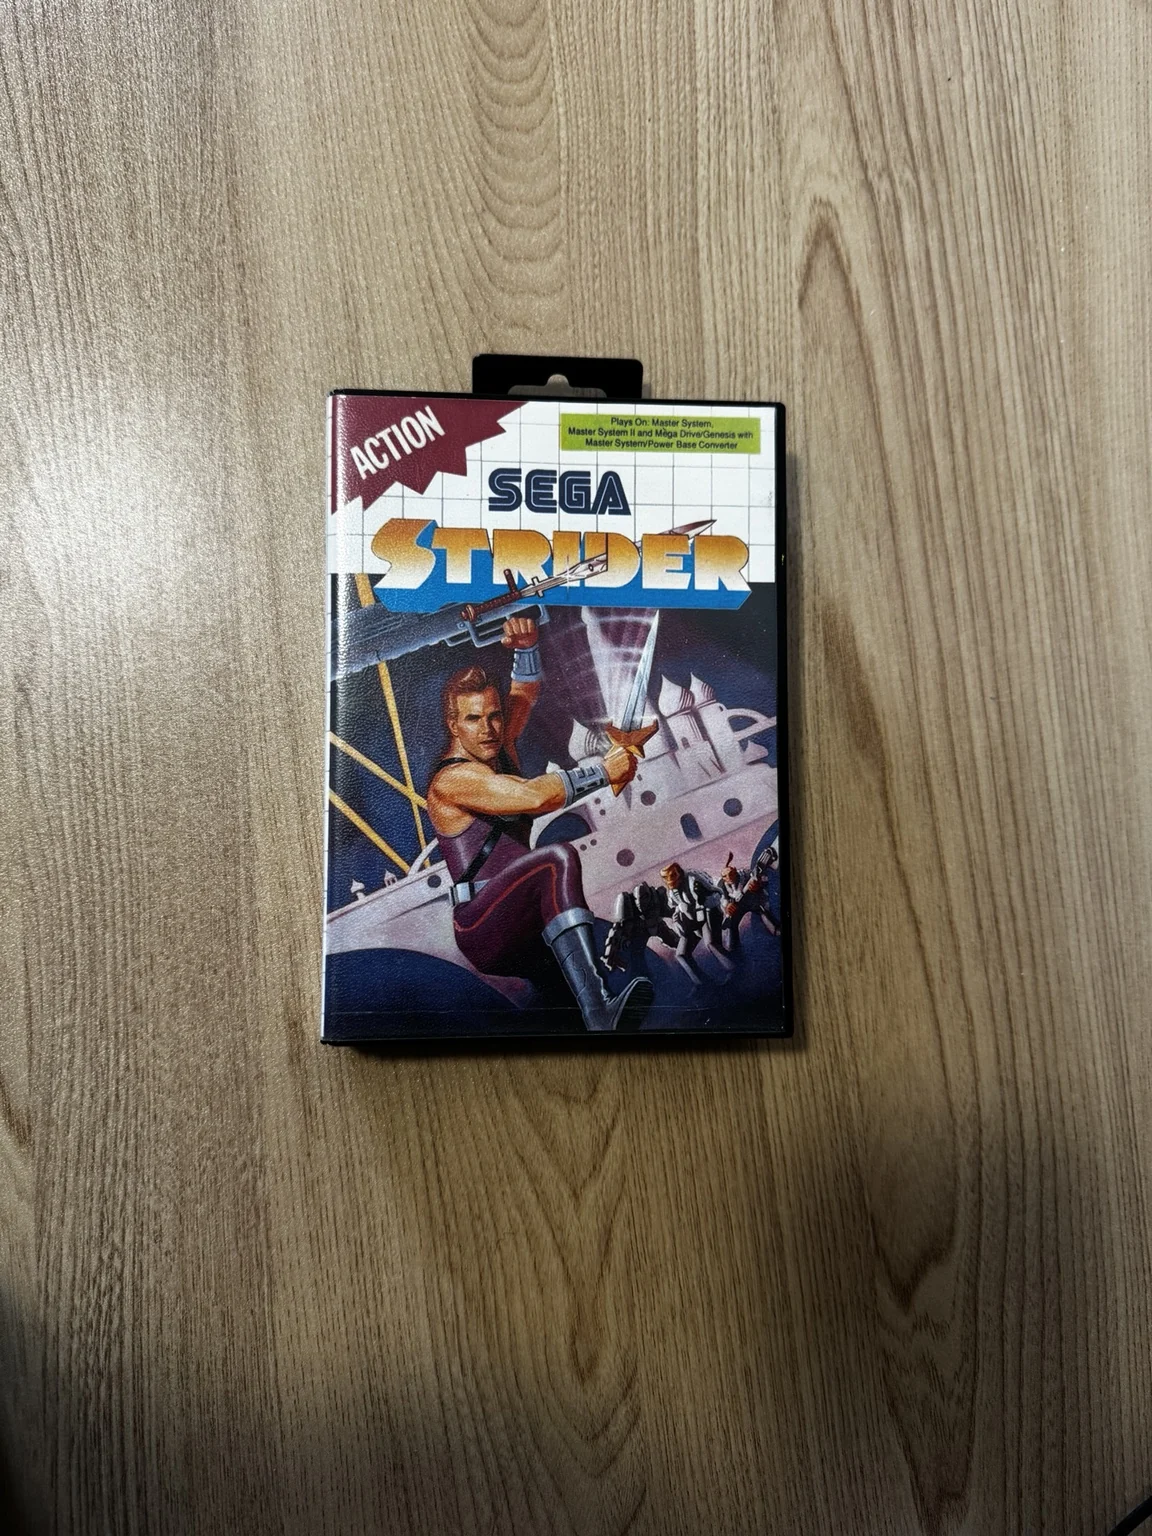 ACTION
Plays On: Master System,
Master System II and Mega Drive/Genesis with
Master System/Power Base Converter
SEGA
STRIDER